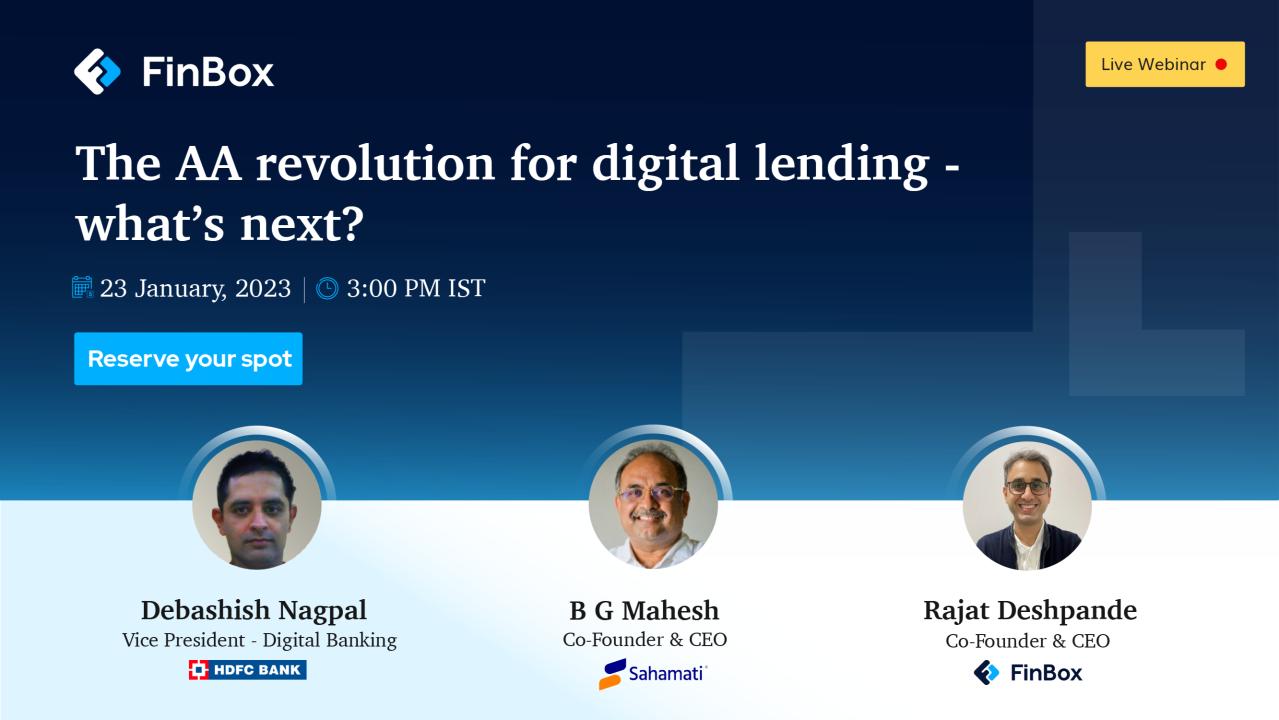 FinBox
Live Webinar
The AA revolution for digital lending -
what’s next?
23 January, 2023 | 3:00 PM IST
Reserve your spot
Debashish Nagpal
Vice President - Digital Banking
HDFC BANK
B G Mahesh
Co-Founder & CEO
Sahamati
Rajat Deshpande
Co-Founder & CEO
FinBox